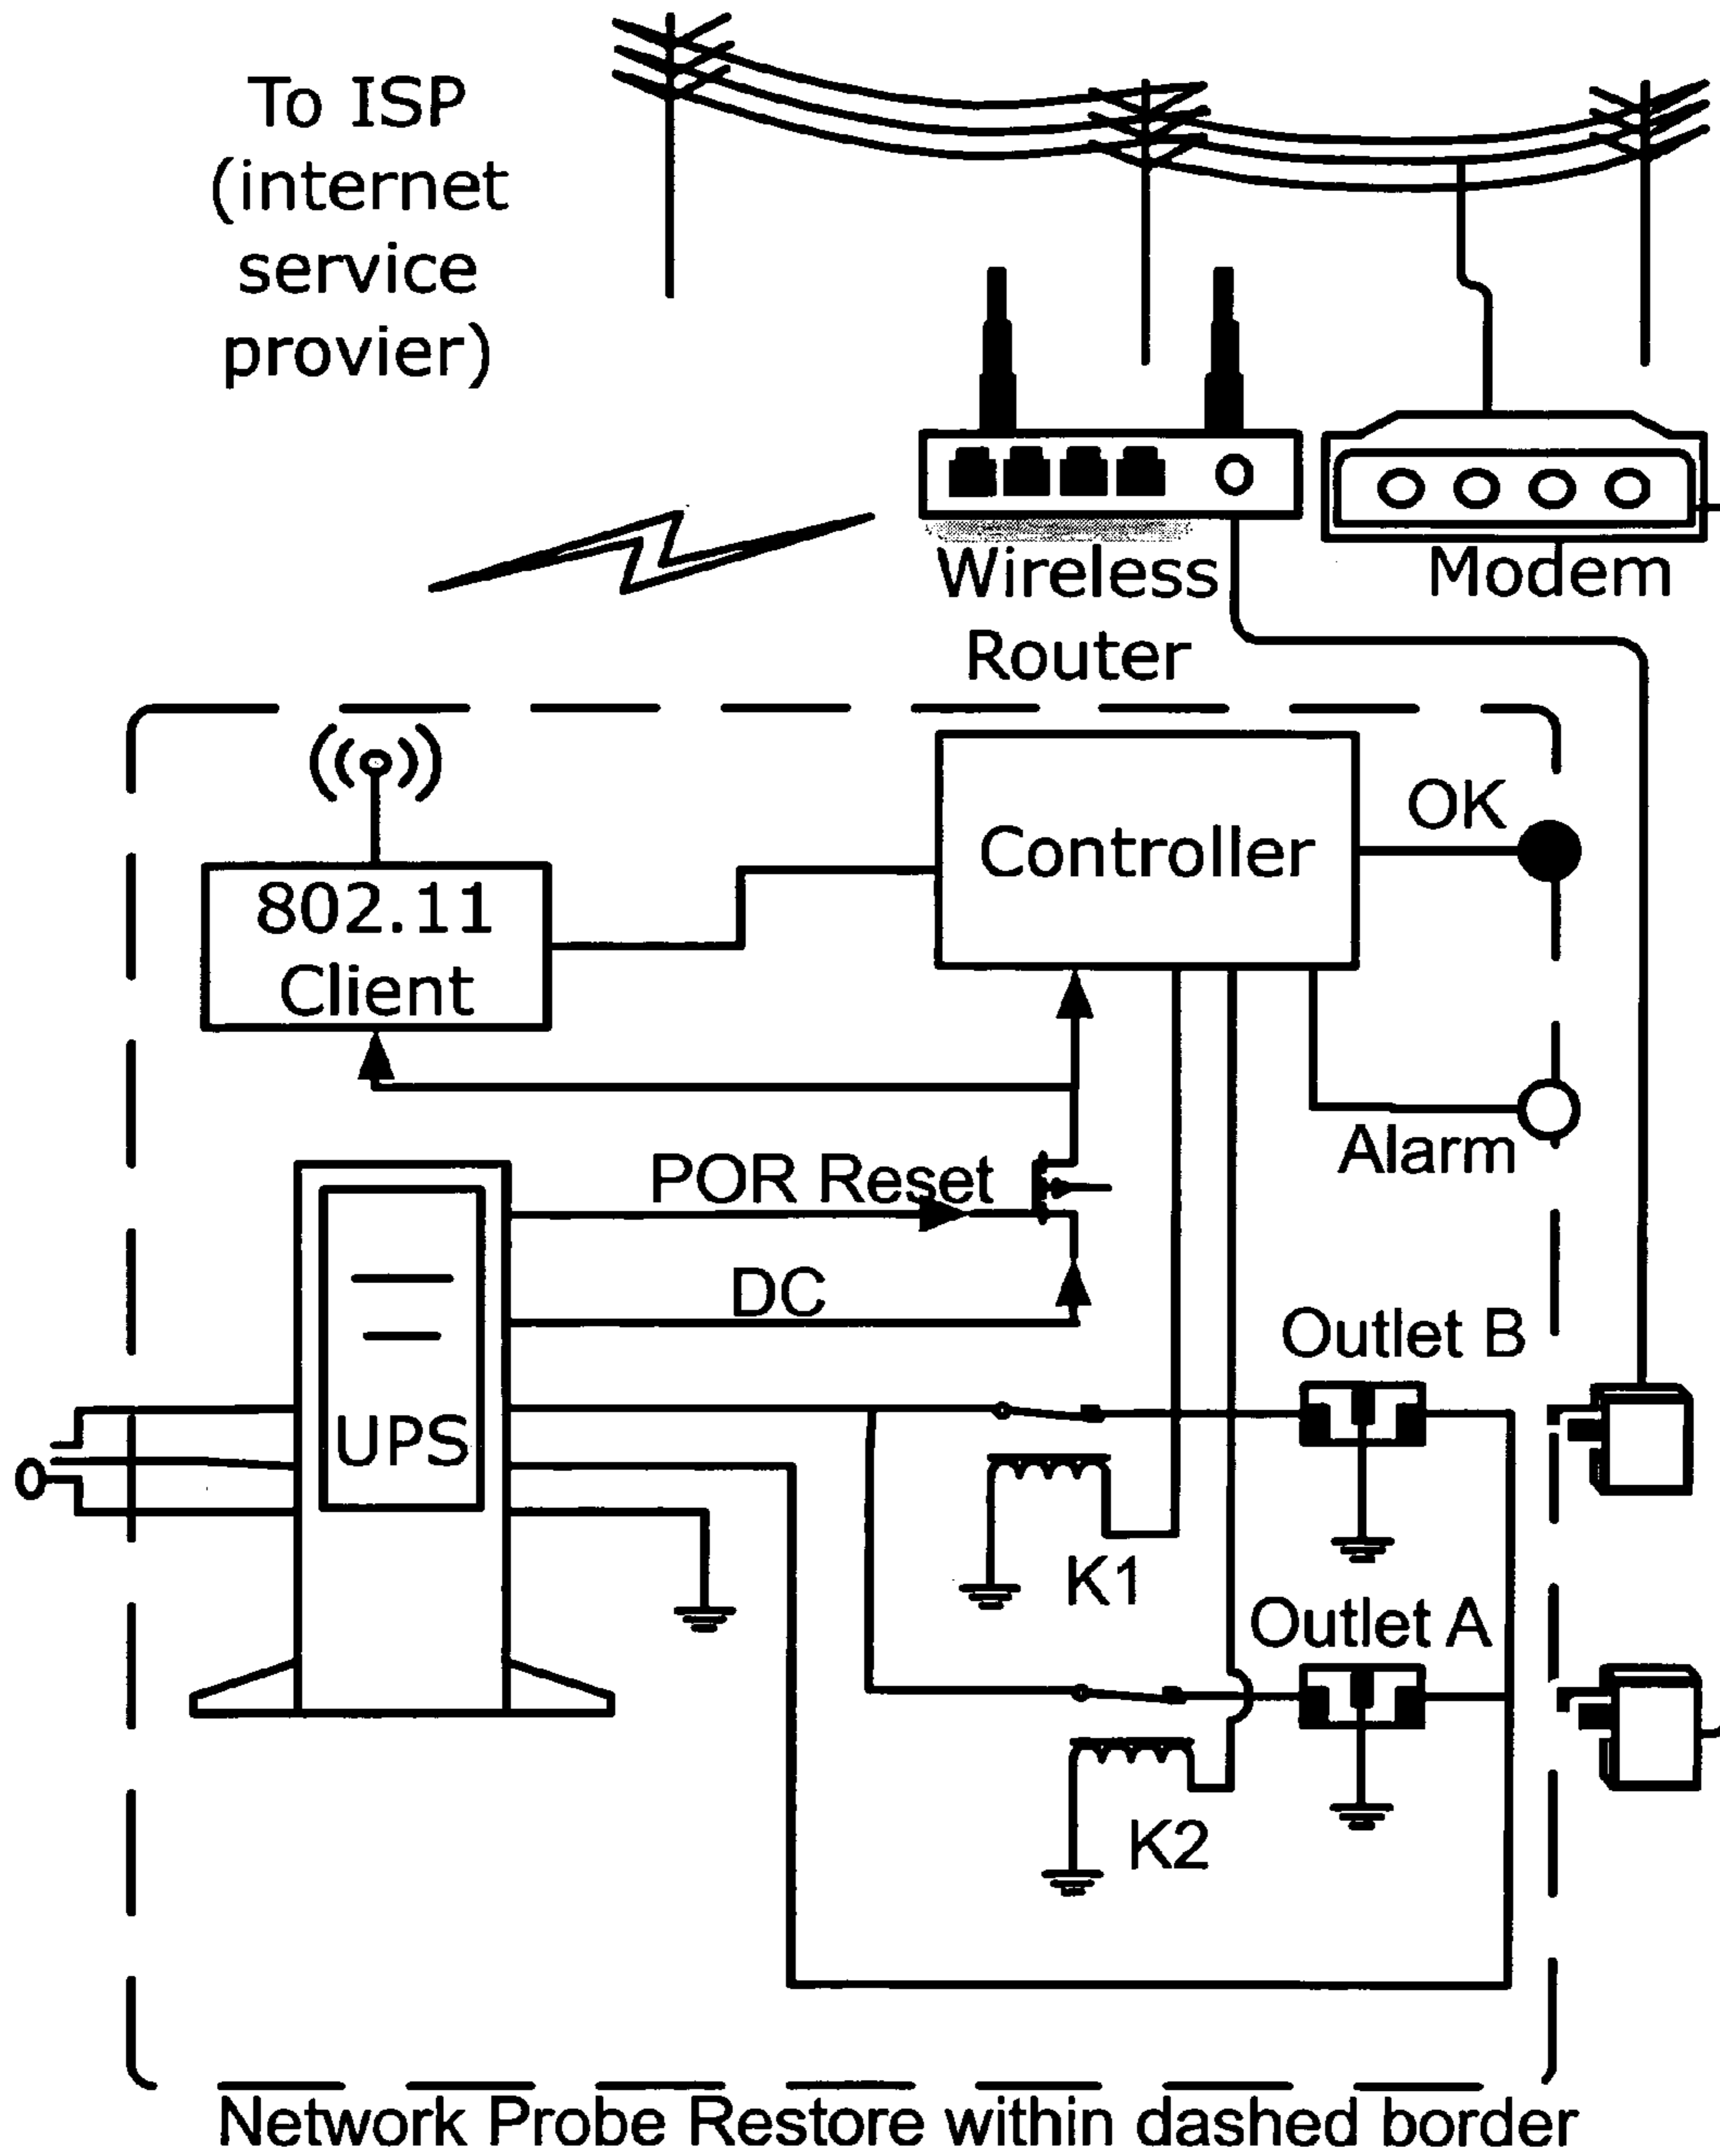 To ISP
(internet
service
provier)
Wireless
Router
Modem
Controller
OK
802.11
Client
Alarm
POR Reset
DC
UPS
Outlet B
K1
Outlet A
K2
Network Probe Restore within dashed border